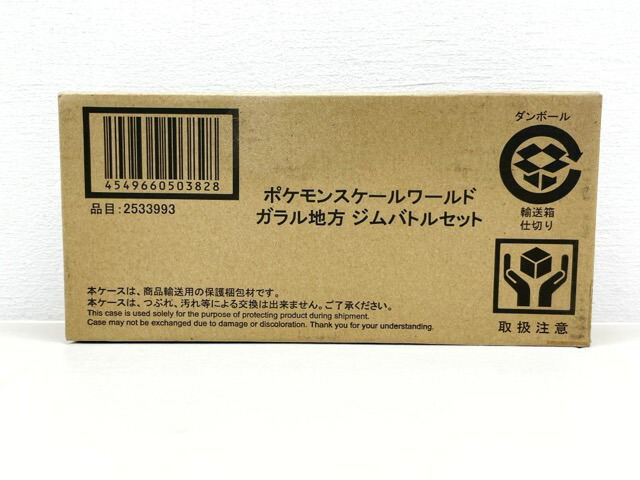 4549660503828
品目:2533993
ポケモンスケールワールド
ガラル地方 ジムバトルセット
本ケースは、商品輸送用の保護梱包材です。
本ケースは、つぶれ、汚れ等による交換は出来ません。ご了承ください。
This case is used solely for the purpose of protecting product during shipment.
Case may not be exchanged due to damage or discoloration. Thank you for your understanding.
ダンボール
輸送箱
仕切り
取扱注意